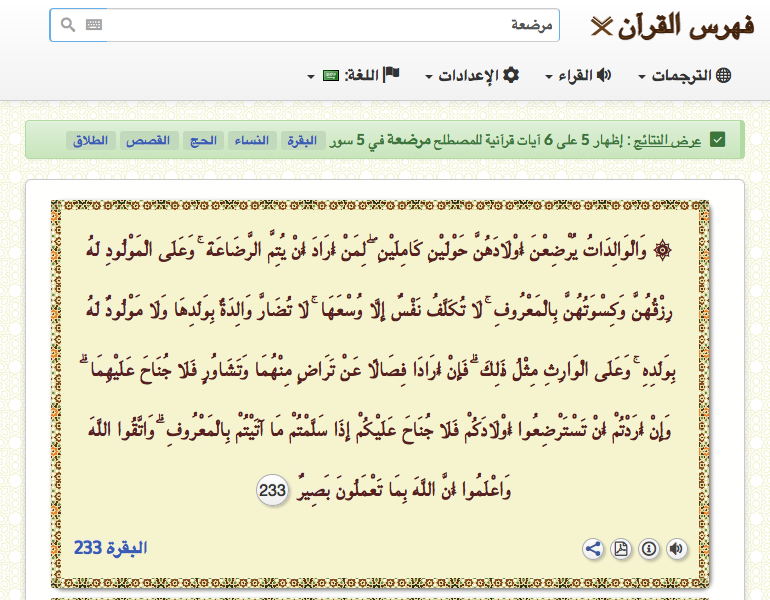 فهرس القرآن
مرضعة
الترجمات
القراء
الإعدادات
اللغة:
عرض النتائج : إظهار 5 على 6 آيات قرآنية للمصطلح مرضعة في 5 سور البقرة النساء الحج القصص الطلاق
۞ وَالْوَالِدَاتُ يُرْضِعْنَ أَوْلَادَهُنَّ حَوْلَيْنِ كَامِلَيْنِ ۖ لِمَنْ أَرَادَ أَنْ يُتِمَّ الرَّضَاعَةَ ۚ وَعَلَى الْمَوْلُودِ لَهُ
رِزْقُهُنَّ وَكِسْوَتُهُنَّ بِالْمَعْرُوفِ ۚ لَا تُكَلَّفُ نَفْسٌ إِلَّا وُسْعَهَا ۚ لَا تُضَارَّ وَالِدَةٌ بِوَلَدِهَا وَلَا مَوْلُودٌ لَهُ
بِوَلَدِهِ ۚ وَعَلَى الْوَارِثِ مِثْلُ ذَٰلِكَ ۗ فَإِنْ أَرَادَا فِصَالًا عَنْ تَرَاضٍ مِنْهُمَا وَتَشَاوُرٍ فَلَا جُنَاحَ عَلَيْهِمَا ۗ
وَإِنْ أَرَدْتُمْ أَنْ تَسْتَرْضِعُوا أَوْلَادَكُمْ فَلَا جُنَاحَ عَلَيْكُمْ إِذَا سَلَّمْتُمْ مَا آتَيْتُمْ بِالْمَعْرُوفِ ۗ وَاتَّقُوا اللَّهَ
وَاعْلَمُوا أَنَّ اللَّهَ بِمَا تَعْمَلُونَ بَصِيرٌ 233
البقرة 233